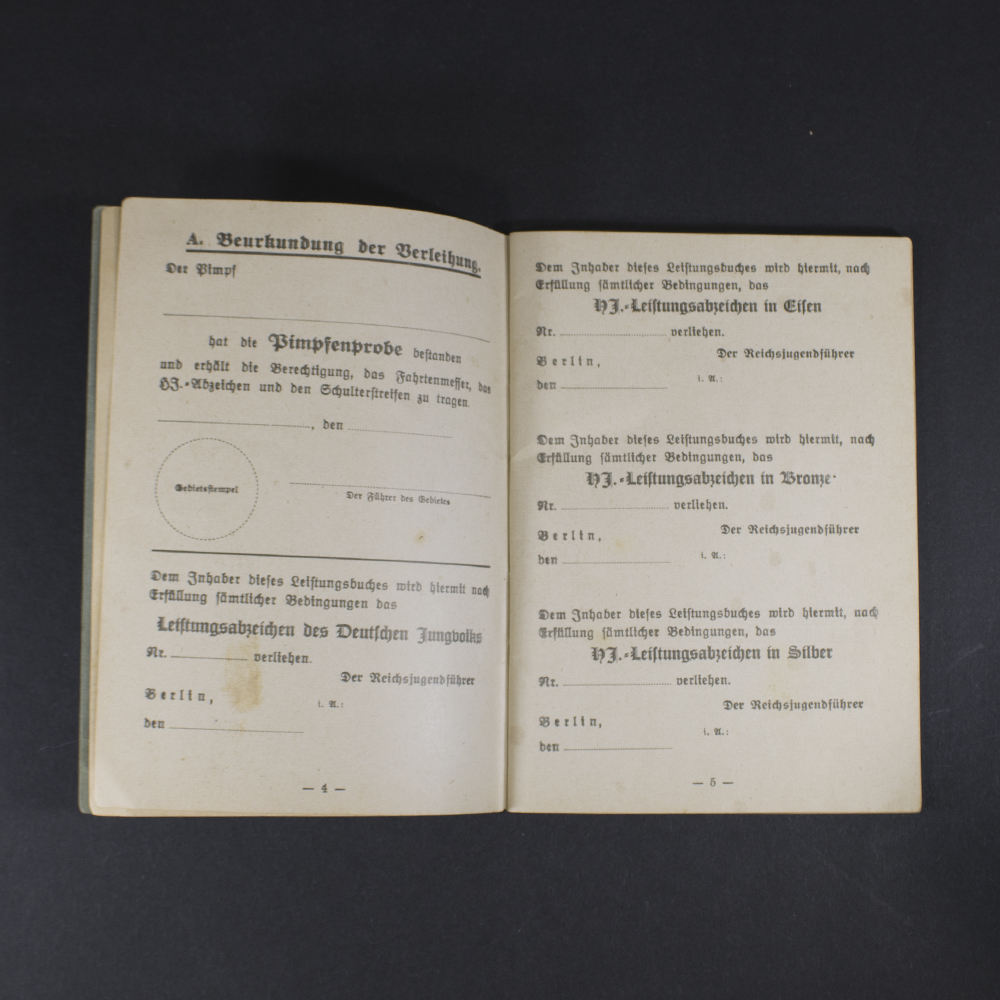 A. Beurkundung der Verleihung.
Der Pimpf
hat die Pimpfenprobe bestanden
und erhält die Berechtigung, das Fahrtenmesser, das
HJ.-Abzeichen und den Schulterstreifen zu tragen.
, den
Gebietsstempel
Der Führer des Gebietes
Dem Inhaber dieses Leistungsbuches wird hiermit nach
Erfüllung sämtlicher Bedingungen das
Leistungsabzeichen des Deutschen Jungvolks
Nr. verliehen.
Der Reichsjugendführer
Berlin,
i. A.:
den
— 4 —
Dem Inhaber dieses Leistungsbuches wird hiermit, nach
Erfüllung sämtlicher Bedingungen, das
HJ.-Leistungsabzeichen in Eisen
Nr. verliehen.
Der Reichsjugendführer
Berlin,
i. A.:
den
Dem Inhaber dieses Leistungsbuches wird hiermit, nach
Erfüllung sämtlicher Bedingungen, das
HJ.-Leistungsabzeichen in Bronze
Nr. verliehen.
Der Reichsjugendführer
Berlin,
i. A.:
den
Dem Inhaber dieses Leistungsbuches wird hiermit, nach
Erfüllung sämtlicher Bedingungen, das
HJ.-Leistungsabzeichen in Silber
Nr. verliehen.
Der Reichsjugendführer
Berlin,
i. A.:
den
— 5 —